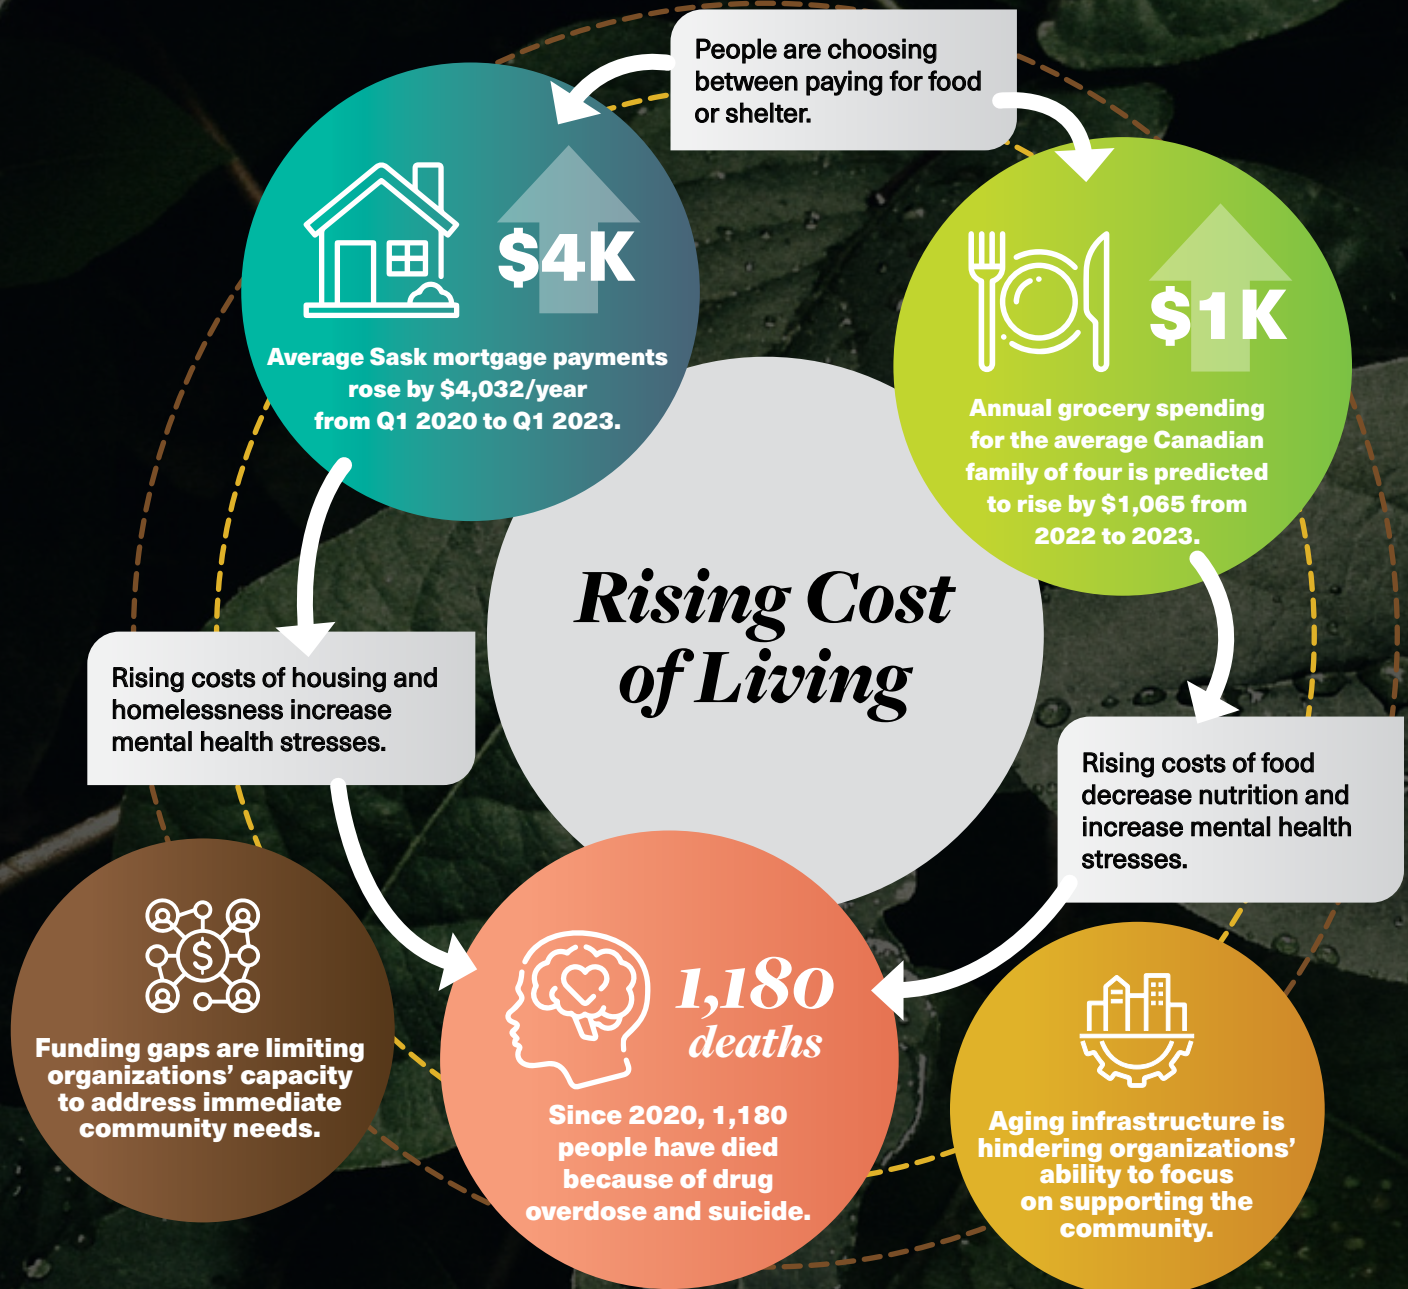 People are choosing
between paying for food
or shelter.
$4K
Average Sask mortgage payments
rose by $4,032/year
from Q1 2020 to Q1 2023.
$1K
Annual grocery spending
for the average Canadian
family of four is predicted
to rise by $1,065 from
2022 to 2023.
Rising Cost
of Living
Rising costs of housing and
homelessness increase
mental health stresses.
Rising costs of food
decrease nutrition and
increase mental health
stresses.
$
Funding gaps are limiting
organizations’ capacity
to address immediate
community needs.
1,180
deaths
Since 2020, 1,180
people have died
because of drug
overdose and suicide.
Aging infrastructure is
hindering organizations’
ability to focus
on supporting the
community.